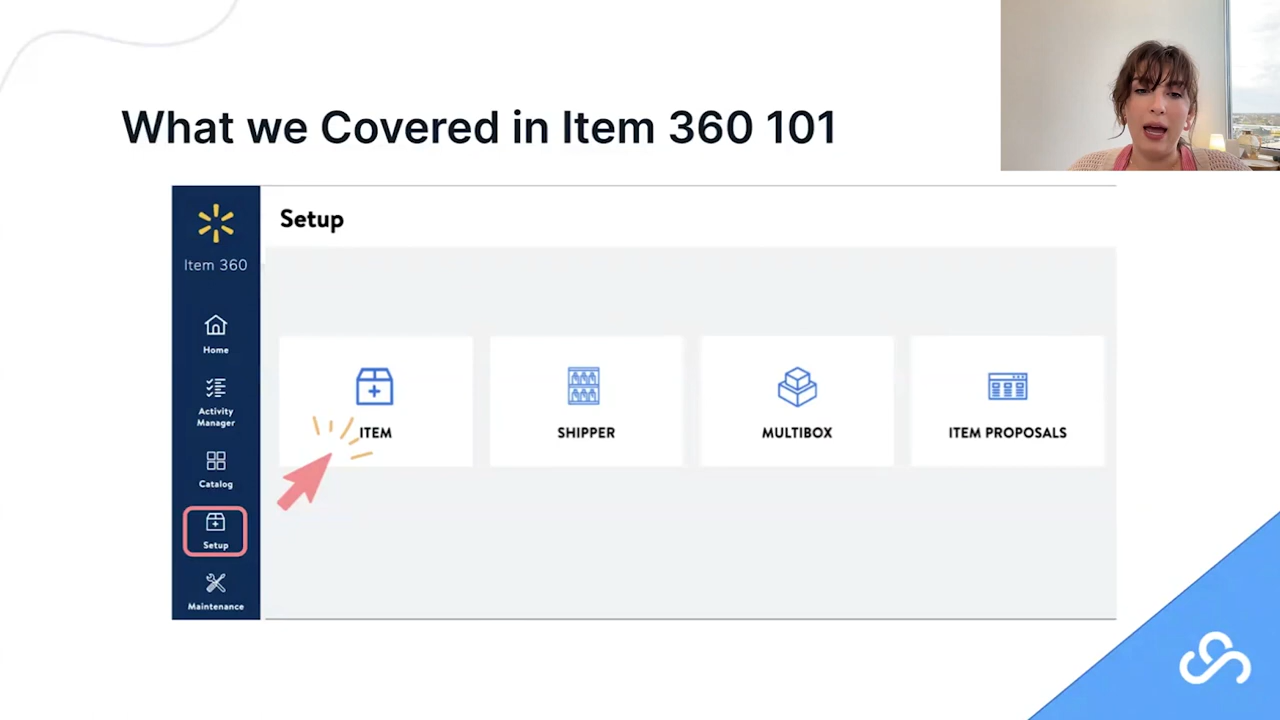 What we Covered in Item 360 101
Item 360
Home
Activity
Manager
Catalog
Setup
Maintenance
Setup
ITEM
SHIPPER
MULTIBOX
ITEM PROPOSALS